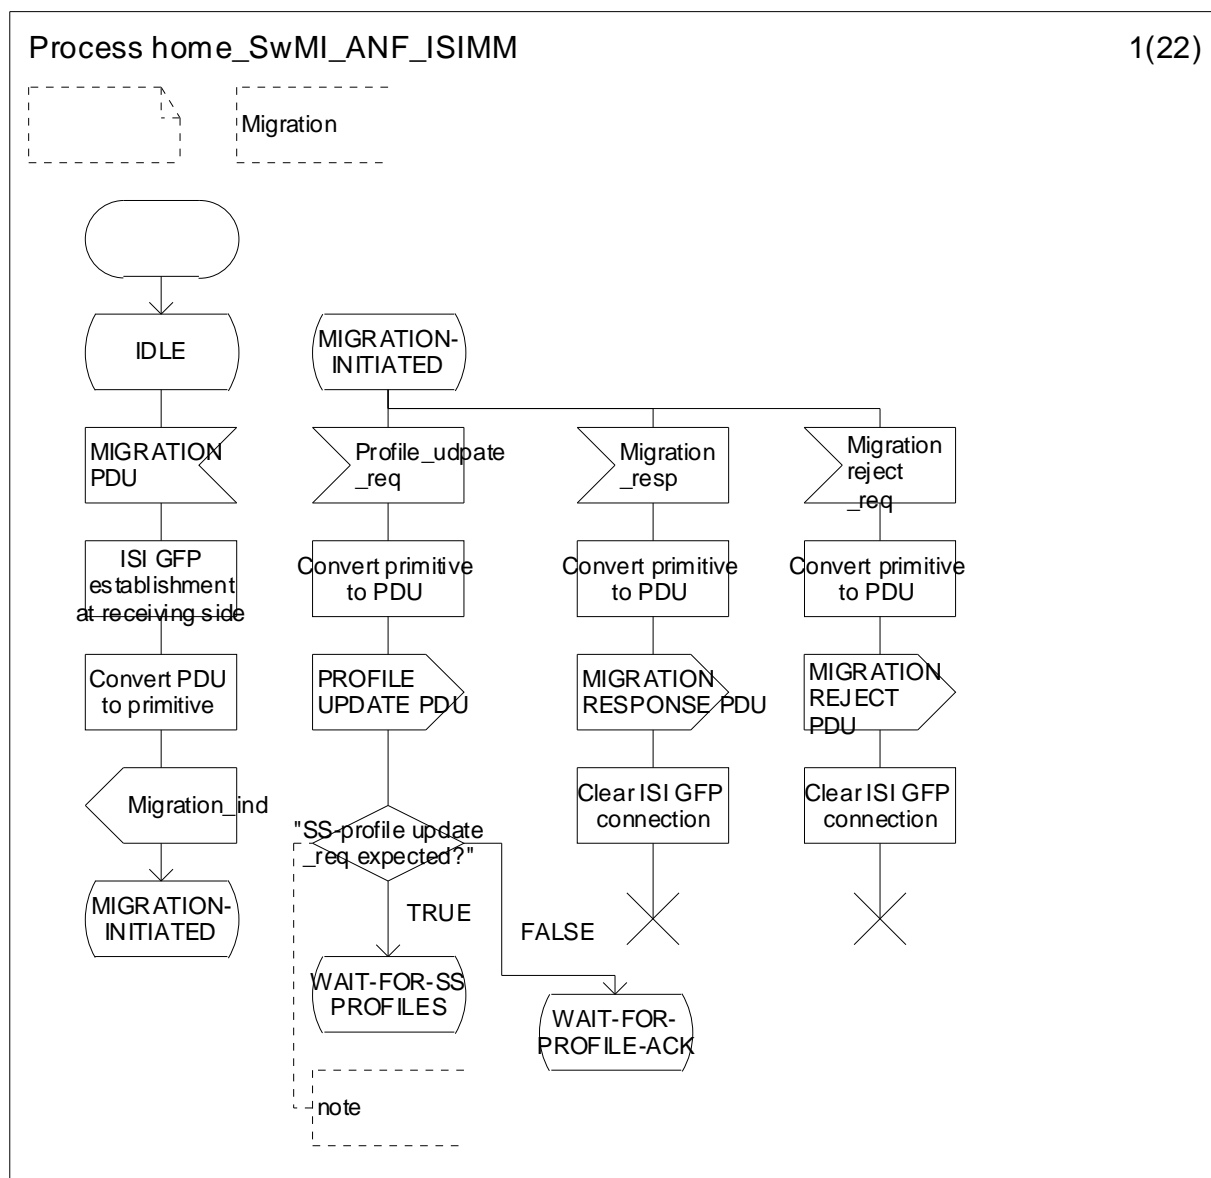 Process home_SwMI_ANF_ISIMM
1(22)
Migration
IDLE
MIGRATION
PDU
ISI GFP
establishment
at receiving side
Convert PDU
to primitive
Migration_ind
MIGRATION-
INITIATED
MIGRATION-
INITIATED
Profile_udpate
_req
Convert primitive
to PDU
PROFILE
UPDATE PDU
"SS-profile update
_req expected?"
TRUE
FALSE
WAIT-FOR-SS
PROFILES
WAIT-FOR-
PROFILE-ACK
note
Migration
_resp
Convert primitive
to PDU
MIGRATION
RESPONSE PDU
Clear ISI GFP
connection
Migration
reject
_req
Convert primitive
to PDU
MIGRATION
REJECT
PDU
Clear ISI GFP
connection